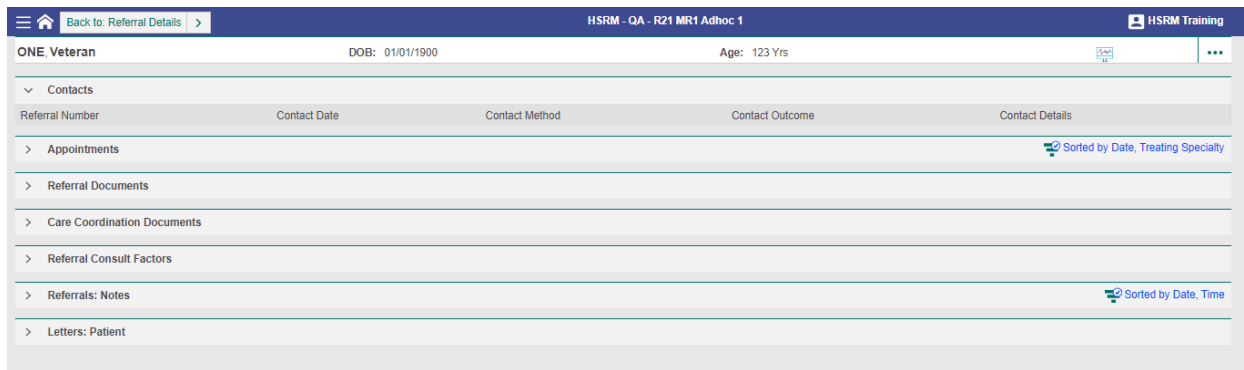 Back to: Referral Details > HSRM - QA - R21 MR1 Adhoc 1 HSRM Training
ONE, Veteran DOB: 01/01/1900 Age: 123 Yrs
Contacts
Referral Number Contact Date Contact Method Contact Outcome Contact Details
Appointments Sorted by Date, Treating Specialty
Referral Documents
Care Coordination Documents
Referral Consult Factors
Referrals: Notes Sorted by Date, Time
Letters: Patient